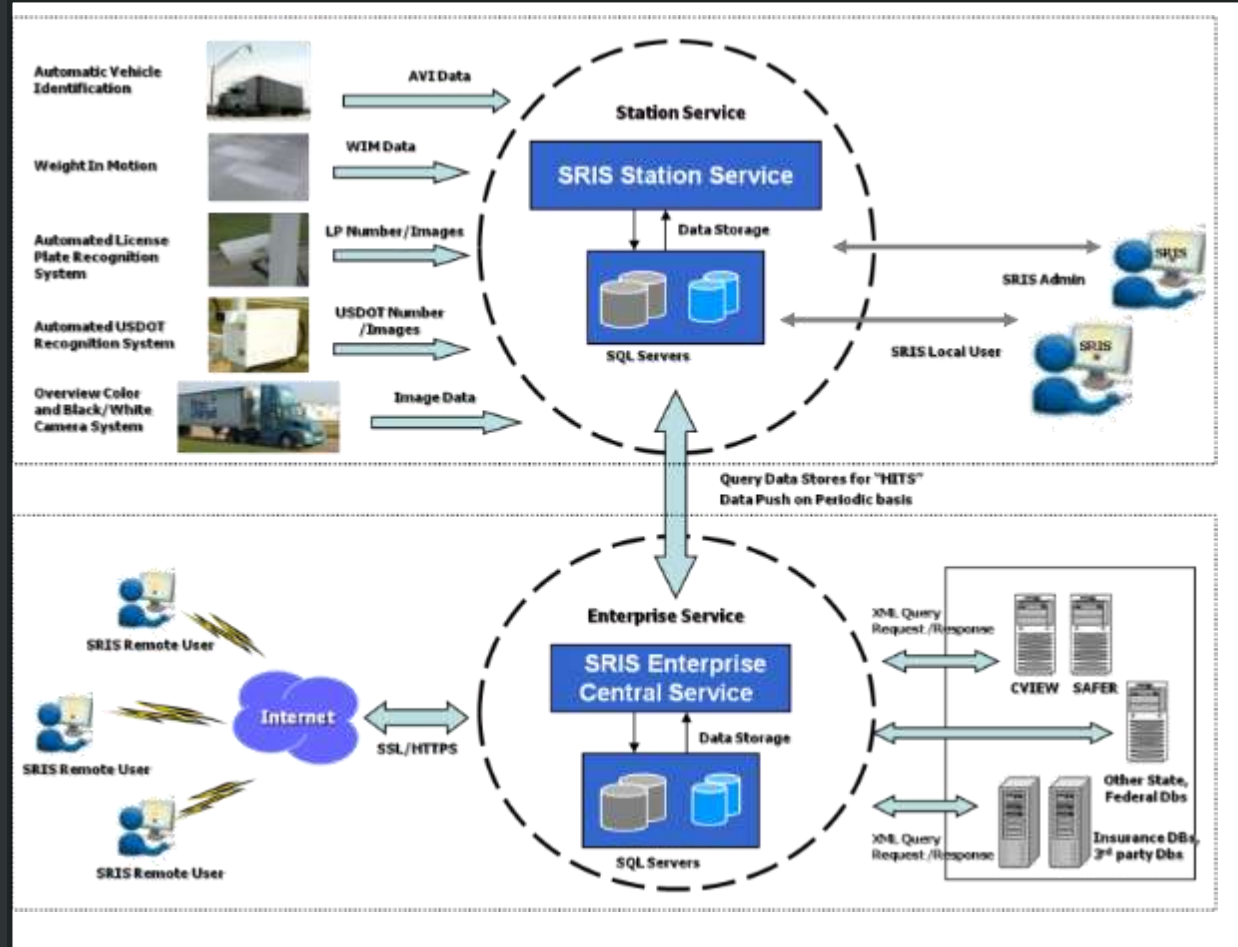 Automatic Vehicle
Identification
AVI Data
Weight In Motion
WIM Data
Automated License
Plate Recognition
System
LP Number/Images
Automated USDOT
Recognition System
USDOT Number
/Images
Overview Color
and Black/White
Camera System
Image Data
Station Service
SRIS Station Service
Data Storage
SQL Servers
SRIS
SRIS Admin
SRIS
SRIS Local User
Query Data Stores for "HITS"
Data Push on Periodic basis
SRIS Remote User
SRIS Remote User
SRIS Remote User
Internet
SSL/HTTPS
Enterprise Service
SRIS Enterprise
Central Service
Data Storage
SQL Servers
XML Query
Request/Response
CVIEW
SAFER
Other State,
Federal Dbs
XML Query
Request/Response
Insurance DBs,
3rd party Dbs